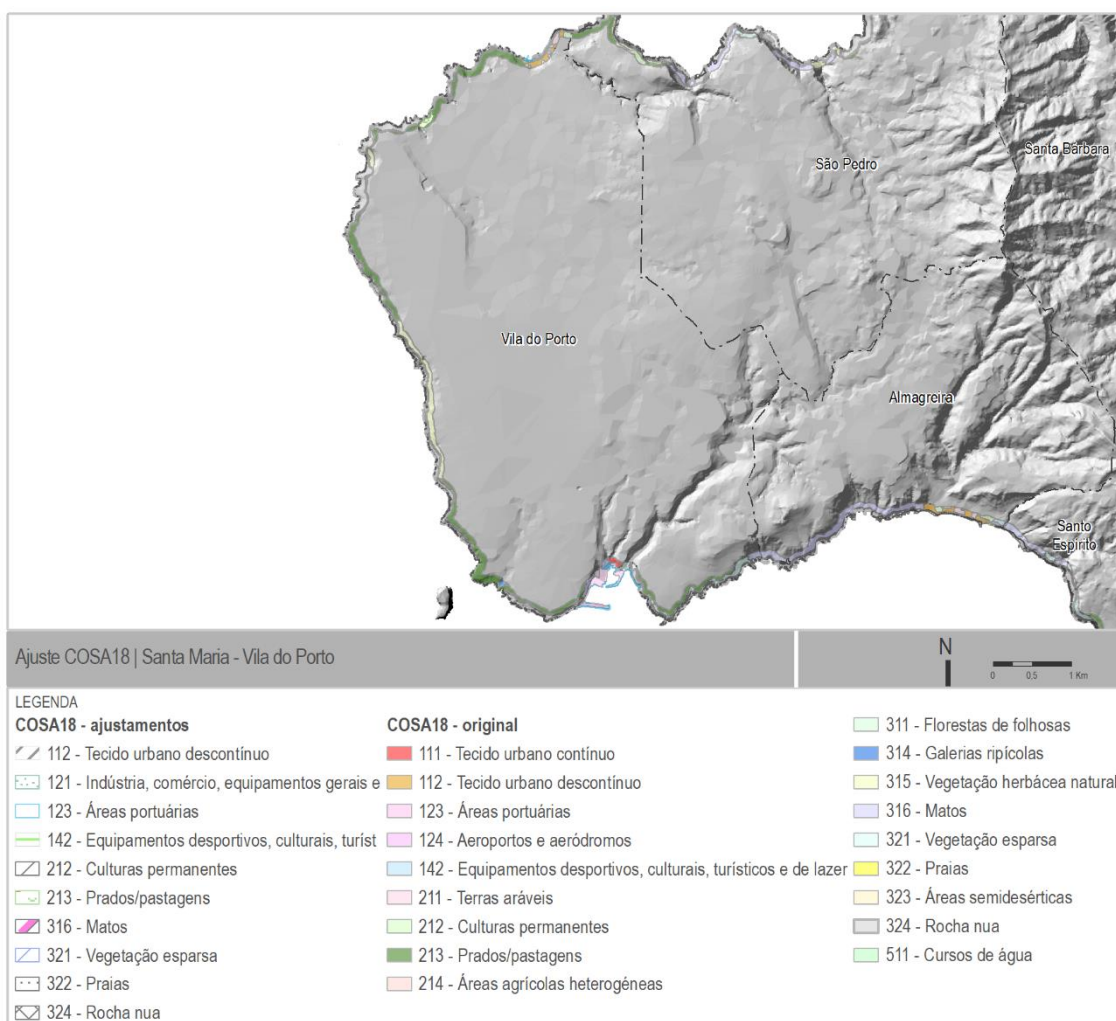 Santa Bárbara
São Pedro
Vila do Porto
Almagreira
Santo
Espírito
Ajuste COSA18 | Santa Maria - Vila do Porto
N
0 0.5 1 Km
LEGENDA
COSA18 - ajustamentos
112 - Tecido urbano descontínuo
121 - Indústria, comércio, equipamentos gerais e
123 - Áreas portuárias
142 - Equipamentos desportivos, culturais, turíst
212 - Culturas permanentes
213 - Prados/pastagens
316 - Matos
321 - Vegetação esparsa
322 - Praias
324 - Rocha nua
COSA18 - original
111 - Tecido urbano contínuo
112 - Tecido urbano descontínuo
123 - Áreas portuárias
124 - Aeroportos e aeródromos
142 - Equipamentos desportivos, culturais, turísticos e de lazer
211 - Terras aráveis
212 - Culturas permanentes
213 - Prados/pastagens
214 - Áreas agrícolas heterogéneas
311 - Florestas de folhosas
314 - Galerias ripícolas
315 - Vegetação herbácea natural
316 - Matos
321 - Vegetação esparsa
322 - Praias
323 - Áreas semidesérticas
324 - Rocha nua
511 - Cursos de água